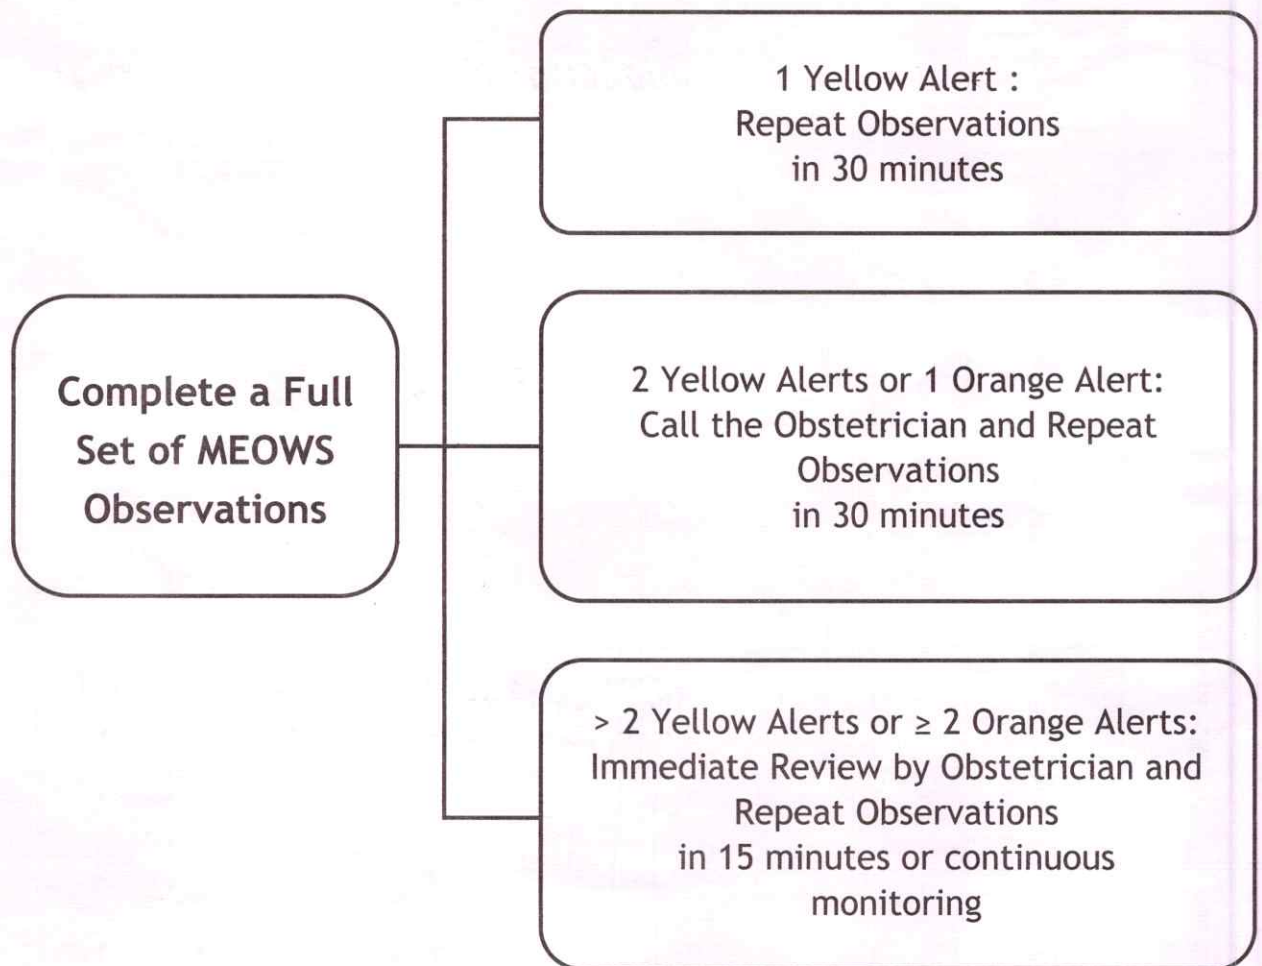 Complete a Full
Set of MEOWS
Observations
1 Yellow Alert :
Repeat Observations
in 30 minutes
2 Yellow Alerts or 1 Orange Alert:
Call the Obstetrician and Repeat
Observations
in 30 minutes
> 2 Yellow Alerts or ≥ 2 Orange Alerts:
Immediate Review by Obstetrician and
Repeat Observations
in 15 minutes or continuous
monitoring